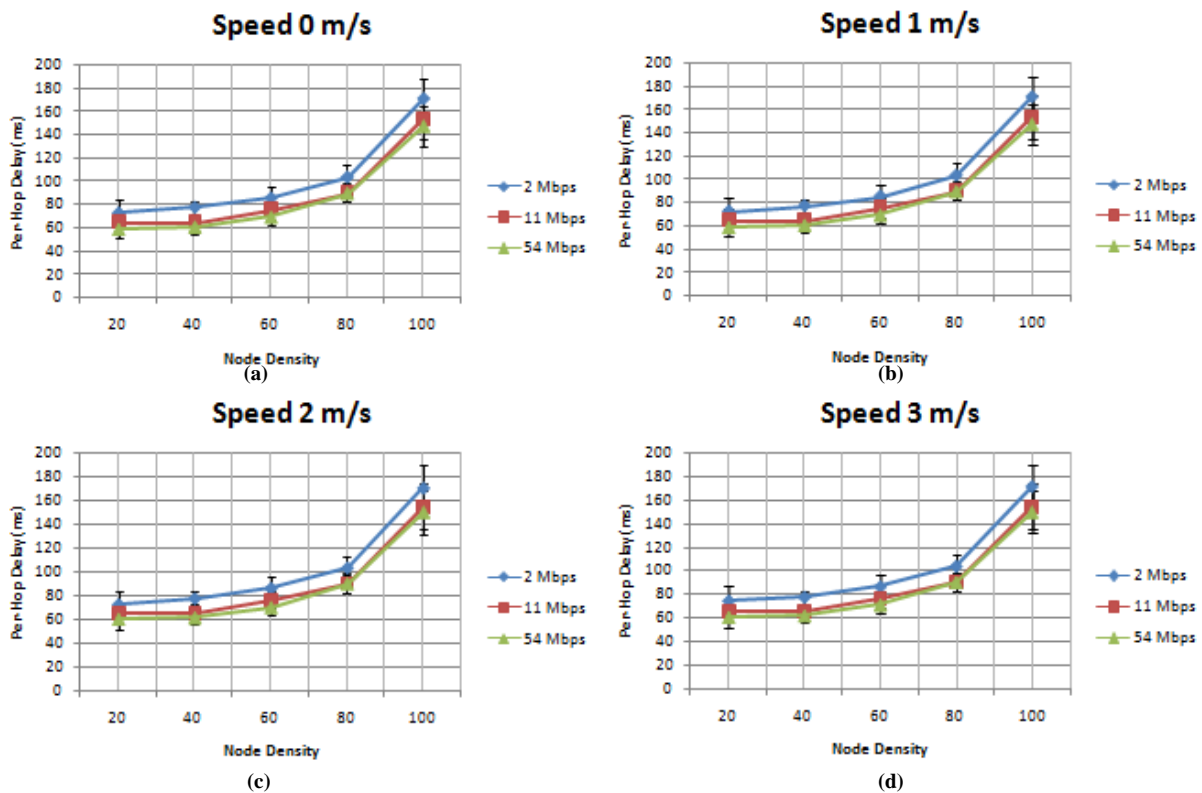 Speed 0 m/s
Per Hop Delay (ms)
200
180
160
140
120
100
80
60
40
20
0
20 40 60 80 100
Node Density
2 Mbps
11 Mbps
54 Mbps
(a)
Speed 1 m/s
Per Hop Delay (ms)
200
180
160
140
120
100
80
60
40
20
0
20 40 60 80 100
Node Density
2 Mbps
11 Mbps
54 Mbps
(b)
Speed 2 m/s
Per Hop Delay (ms)
200
180
160
140
120
100
80
60
40
20
0
20 40 60 80 100
Node Density
2 Mbps
11 Mbps
54 Mbps
(c)
Speed 3 m/s
Per Hop Delay (ms)
200
180
160
140
120
100
80
60
40
20
0
20 40 60 80 100
Node Density
2 Mbps
11 Mbps
54 Mbps
(d)